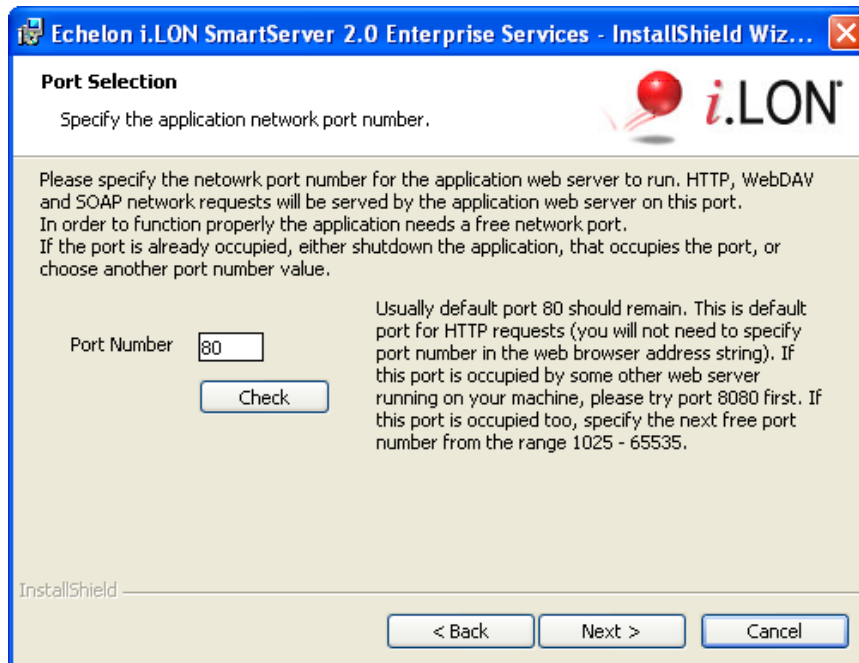 Echelon i.LON SmartServer 2.0 Enterprise Services - InstallShield Wiz...
Port Selection
Specify the application network port number.
i.LON
Please specify the netowrk port number for the application web server to run. HTTP, WebDAV
and SOAP network requests will be served by the application web server on this port.
In order to function properly the application needs a free network port.
If the port is already occupied, either shutdown the application, that occupies the port, or
choose another port number value.
Port Number
80
Check
Usually default port 80 should remain. This is default
port for HTTP requests (you will not need to specify
port number in the web browser address string). If
this port is occupied by some other web server
running on your machine, please try port 8080 first. If
this port is occupied too, specify the next free port
number from the range 1025 - 65535.
InstallShield
< Back
Next >
Cancel